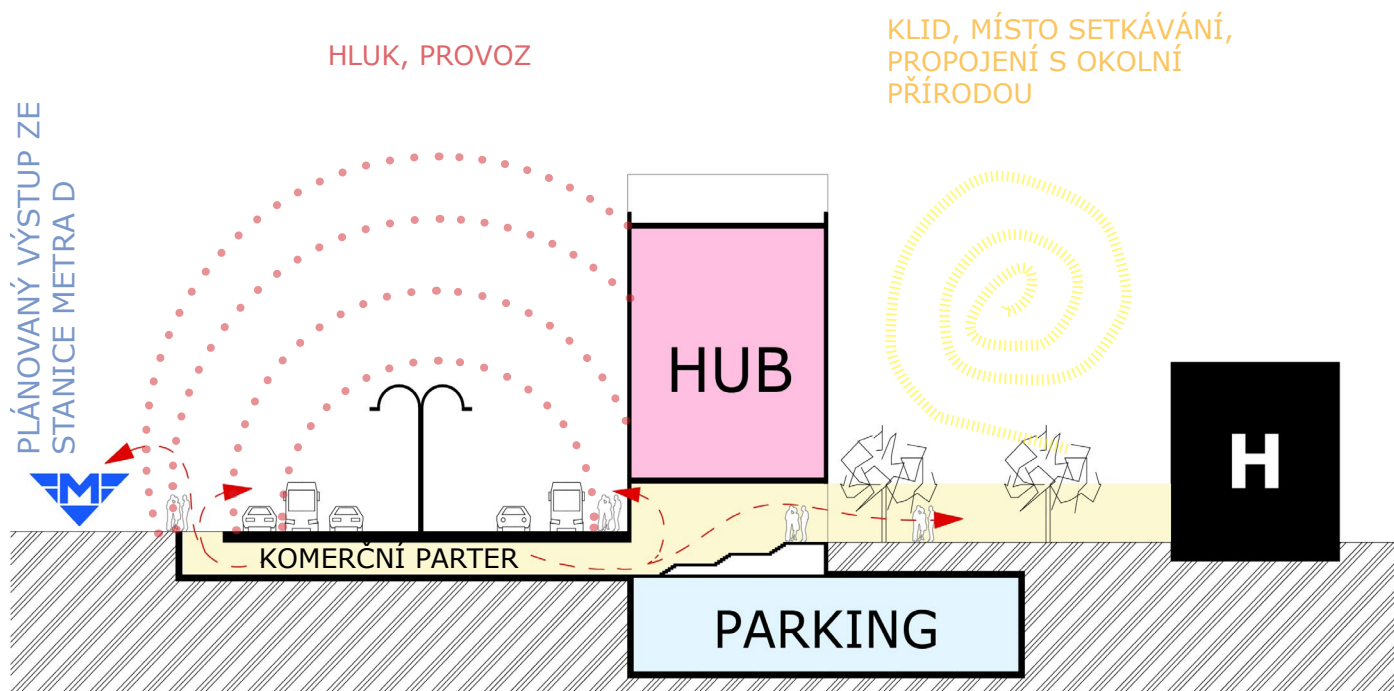 HLUK, PROVOZ
KLID, MÍSTO SETKÁVÁNÍ,
PROPOJENÍ S OKOLNÍ
PŘÍRODOU
PLÁNOVANÝ VÝSTUP ZE
STANICE METRA D
M
HUB
H
KOMERČNÍ PARTER
PARKING